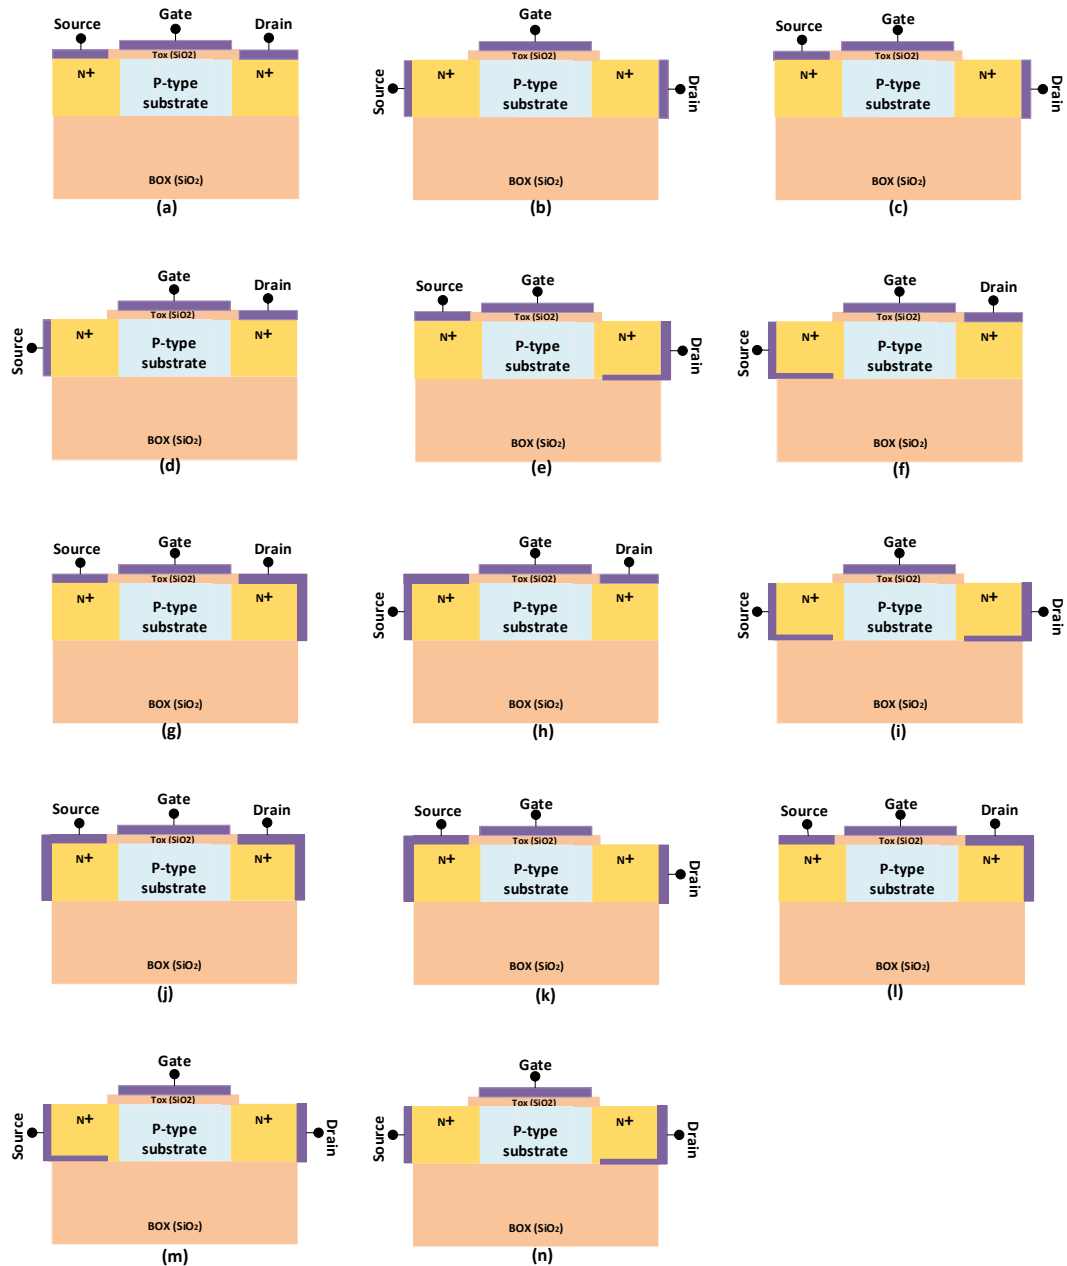 Gate
Source
Drain
Tox (SiO2)
N+
N+
P-type
substrate
BOX (SiO₂)
(a)
Gate
Tox (SiO2)
Source
N+
N+
Drain
P-type
substrate
BOX (SiO₂)
(b)
Gate
Source
Tox (SiO2)
N+
N+
Drain
P-type
substrate
BOX (SiO₂)
(c)
Gate
Drain
Tox (SiO2)
Source
N+
N+
P-type
substrate
BOX (SiO₂)
(d)
Gate
Source
Tox (SiO2)
N+
N+
Drain
P-type
substrate
BOX (SiO₂)
(e)
Gate
Drain
Tox (SiO2)
Source
N+
N+
P-type
substrate
BOX (SiO₂)
(f)
Gate
Source
Drain
Tox (SiO2)
N+
N+
P-type
substrate
BOX (SiO₂)
(g)
Gate
Drain
Tox (SiO2)
Source
N+
N+
P-type
substrate
BOX (SiO₂)
(h)
Gate
Tox (SiO2)
Source
N+
N+
Drain
P-type
substrate
BOX (SiO₂)
(i)
Gate
Source
Drain
Tox (SiO2)
N+
N+
P-type
substrate
BOX (SiO₂)
(j)
Gate
Source
Tox (SiO2)
N+
N+
Drain
P-type
substrate
BOX (SiO₂)
(k)
Gate
Source
Drain
Tox (SiO2)
N+
N+
P-type
substrate
BOX (SiO₂)
(l)
Gate
Tox (SiO2)
Source
N+
N+
Drain
P-type
substrate
BOX (SiO₂)
(m)
Gate
Tox (SiO2)
Source
N+
N+
Drain
P-type
substrate
BOX (SiO₂)
(n)